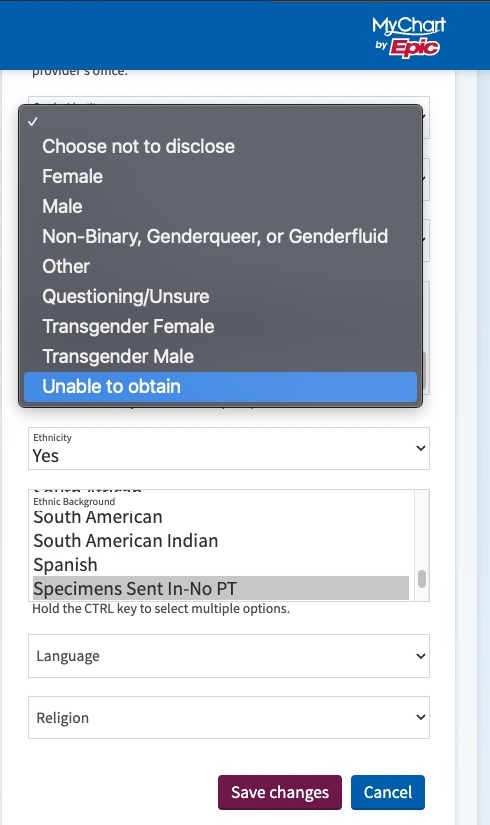 MyChart
by Epic
provider's office.
✓
Choose not to disclose
Female
Male
Non-Binary, Genderqueer, or Genderfluid
Other
Questioning/Unsure
Transgender Female
Transgender Male
Unable to obtain
Ethnicity
Yes
Ethnic Background
South American
South American Indian
Spanish
Specimens Sent In-No PT
Hold the CTRL key to select multiple options.
Language
Religion
Save changes
Cancel